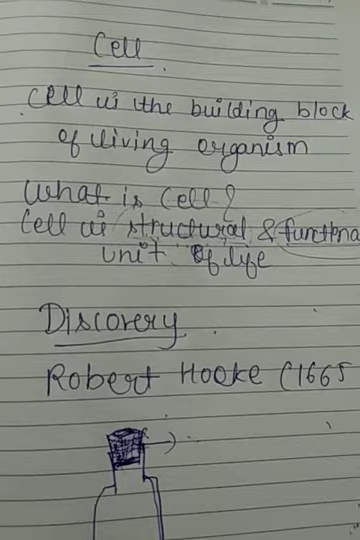 Cell
Cell is the building block
of living organism
What is Cell?
Cell is structural & functiona
unit of life
Discovery
Robert Hooke (1665